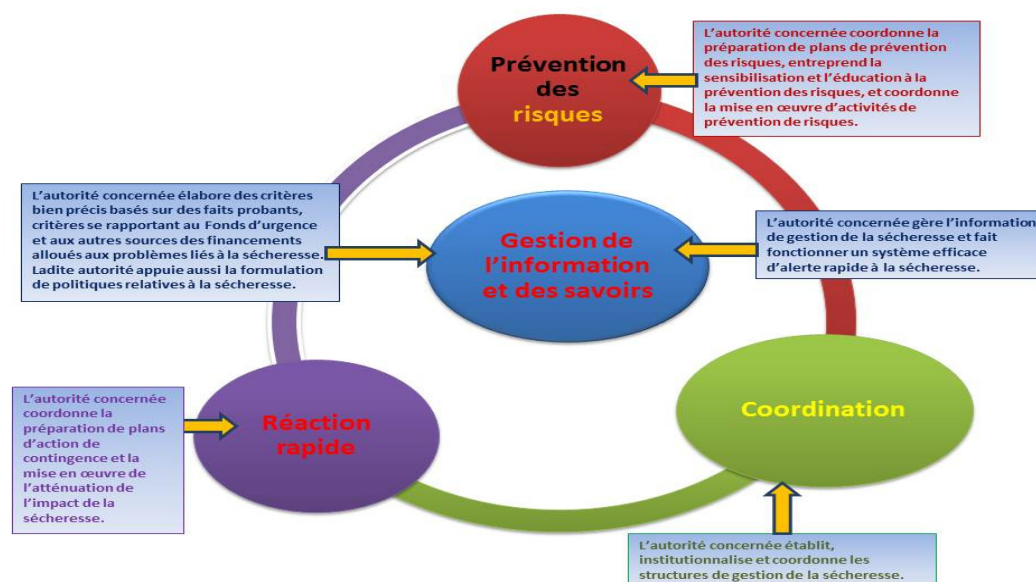 Prévention
des
risques
L'autorité concernée coordonne la
préparation de plans de prévention
des risques, entreprend la
sensibilisation et l'éducation à la
prévention des risques, et coordonne
la mise en œuvre d'activités de
prévention de risques.
L'autorité concernée élabore des critères
bien précis basés sur des faits probants,
critères se rapportant au Fonds d'urgence
et aux autres sources des financements
alloués aux problèmes liés à la sécheresse.
Ladite autorité appuie aussi la formulation
de politiques relatives à la sécheresse.
Gestion de
l'information
et des savoirs
L'autorité concernée gère l'information
de gestion de la sécheresse et fait
fonctionner un système efficace
d'alerte rapide à la sécheresse.
L'autorité concernée
coordonne la
préparation de plans
d'action de
contingence et la
mise en œuvre de
l'atténuation de
l'impact de la
sécheresse.
Réaction
rapide
Coordination
L'autorité concernée établit,
institutionnalise et coordonne les
structures de gestion de la sécheresse.